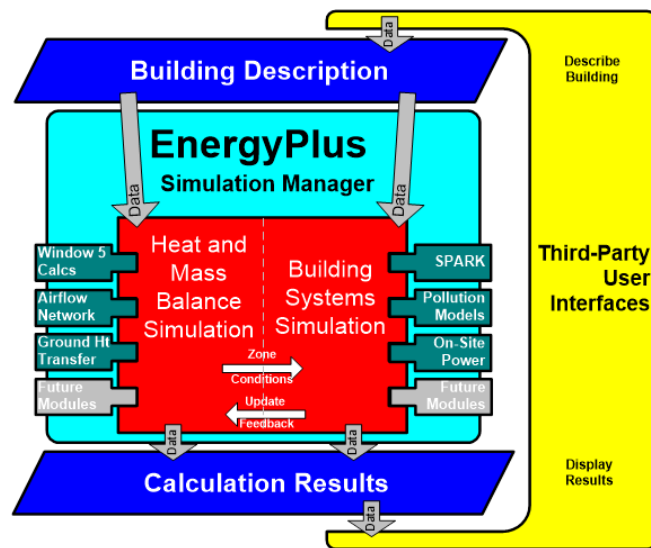 Data
Building Description
Describe
Building
EnergyPlus
Simulation Manager
Data
Data
Window 5
Calcs
Airflow
Network
Ground Ht
Transfer
Future
Modules
Heat and
Mass
Balance
Simulation
Building
Systems
Simulation
Zone
Conditions
Update
Feedback
SPARK
Pollution
Models
On-Site
Power
Future
Modules
Third-Party
User
Interfaces
Data
Data
Calculation Results
Display
Results
Data